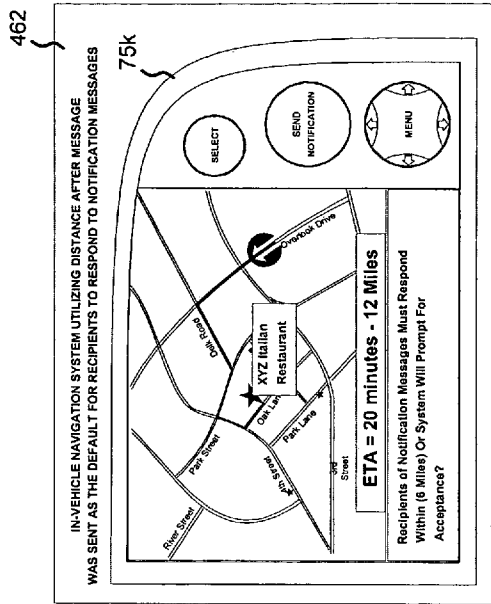 462
IN-VEHICLE NAVIGATION SYSTEM UTILIZING DISTANCE AFTER MESSAGE
WAS SENT AS THE DEFAULT FOR RECIPIENTS TO RESPOND TO NOTIFICATION MESSAGES
75k
SELECT
SEND
NOTIFICATION
MENU
River Street
Park Street
Delk Road
Overlook Drive
XYZ Italian
Restaurant
Oak Lane
Park Lane
4th Street
3rd
Street
ETA = 20 minutes - 12 Miles
Recipients of Notification Messages Must Respond
Within (6 Miles) Or System Will Prompt For
Acceptance?